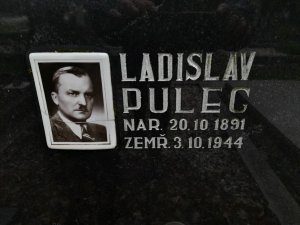 LADISLAV
PULEC
NAR. 20.10 1891
ZEMŘ. 3.10.1944